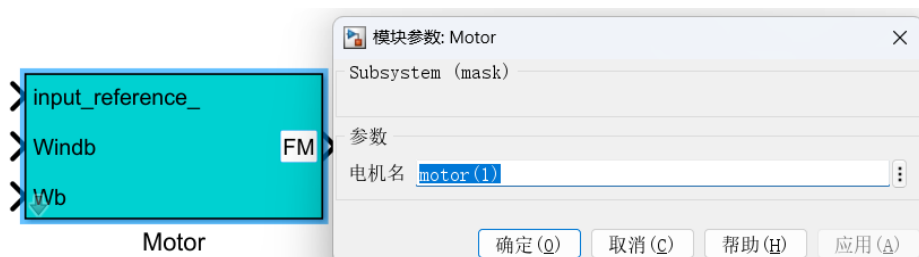 input_reference_
Windb
Wb
FM
Motor
模块参数: Motor
Subsystem (mask)
参数
电机名 motor(1)
确定(O) 取消(C) 帮助(H) 应用(A)